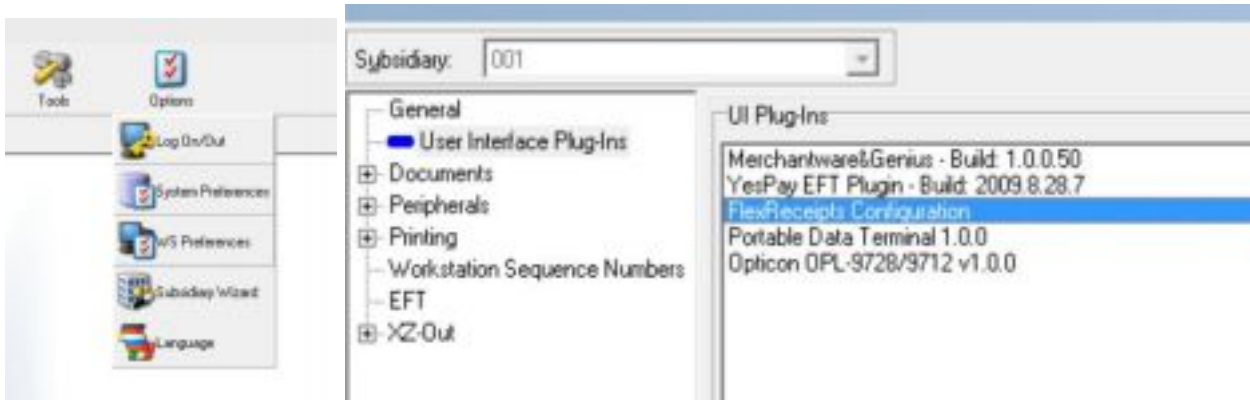 Tools
Options
Log On/Out
System Preferences
WS Preferences
Subsidiary Wizard
Language
Subsidiary: 001
General
User Interface Plug-Ins
Documents
Peripherals
Printing
Workstation Sequence Numbers
EFT
XZ-Out
UI Plug-Ins
Merchantware&Genius - Build: 1.0.0.50
YesPay EFT Plugin - Build: 2009.8.28.7
FlexReceipts Configuration
Portable Data Terminal 1.0.0
Opticon OPL-9728/9712 v1.0.0